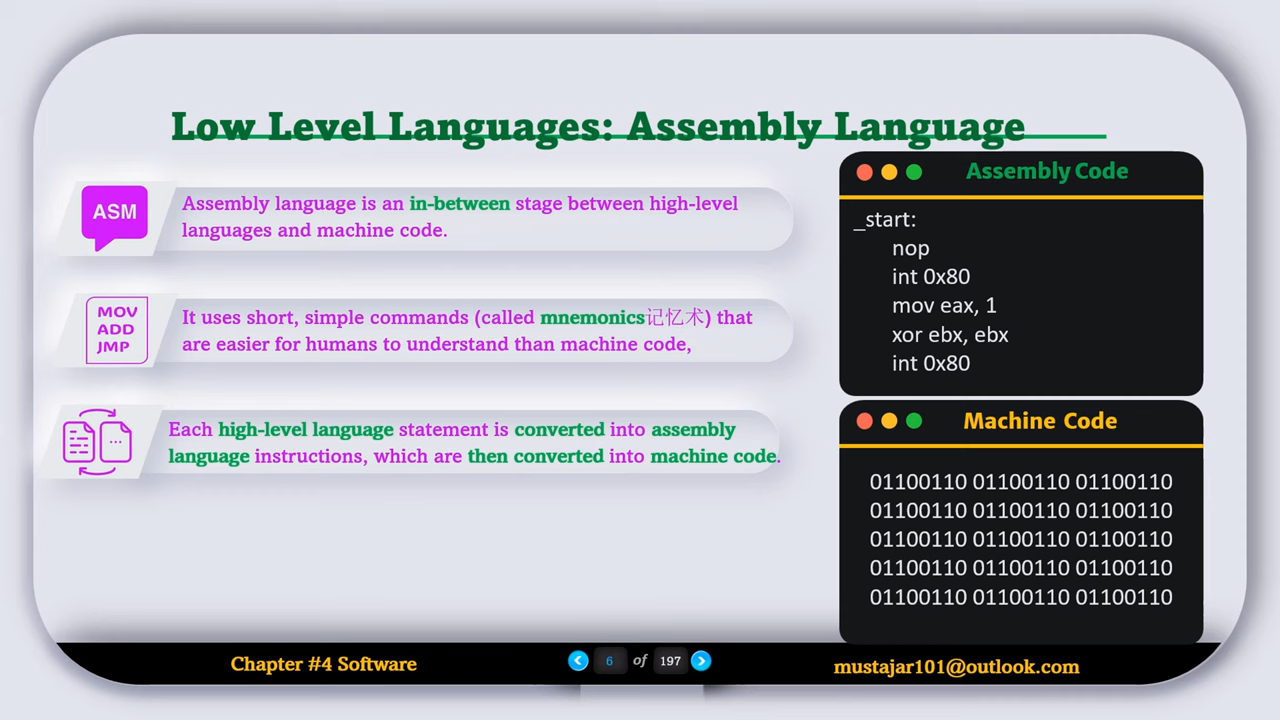 Low Level Languages: Assembly Language
ASM
Assembly language is an in-between stage between high-level
languages and machine code.
MOV
ADD
JMP
It uses short, simple commands (called mnemonics记忆术) that
are easier for humans to understand than machine code,
Each high-level language statement is converted into assembly
language instructions, which are then converted into machine code.
Assembly Code
_start:
nop
int 0x80
mov eax, 1
xor ebx, ebx
int 0x80
Machine Code
01100110 01100110 01100110
01100110 01100110 01100110
01100110 01100110 01100110
01100110 01100110 01100110
01100110 01100110 01100110
Chapter #4 Software
6 of 197
mustajar101@outlook.com